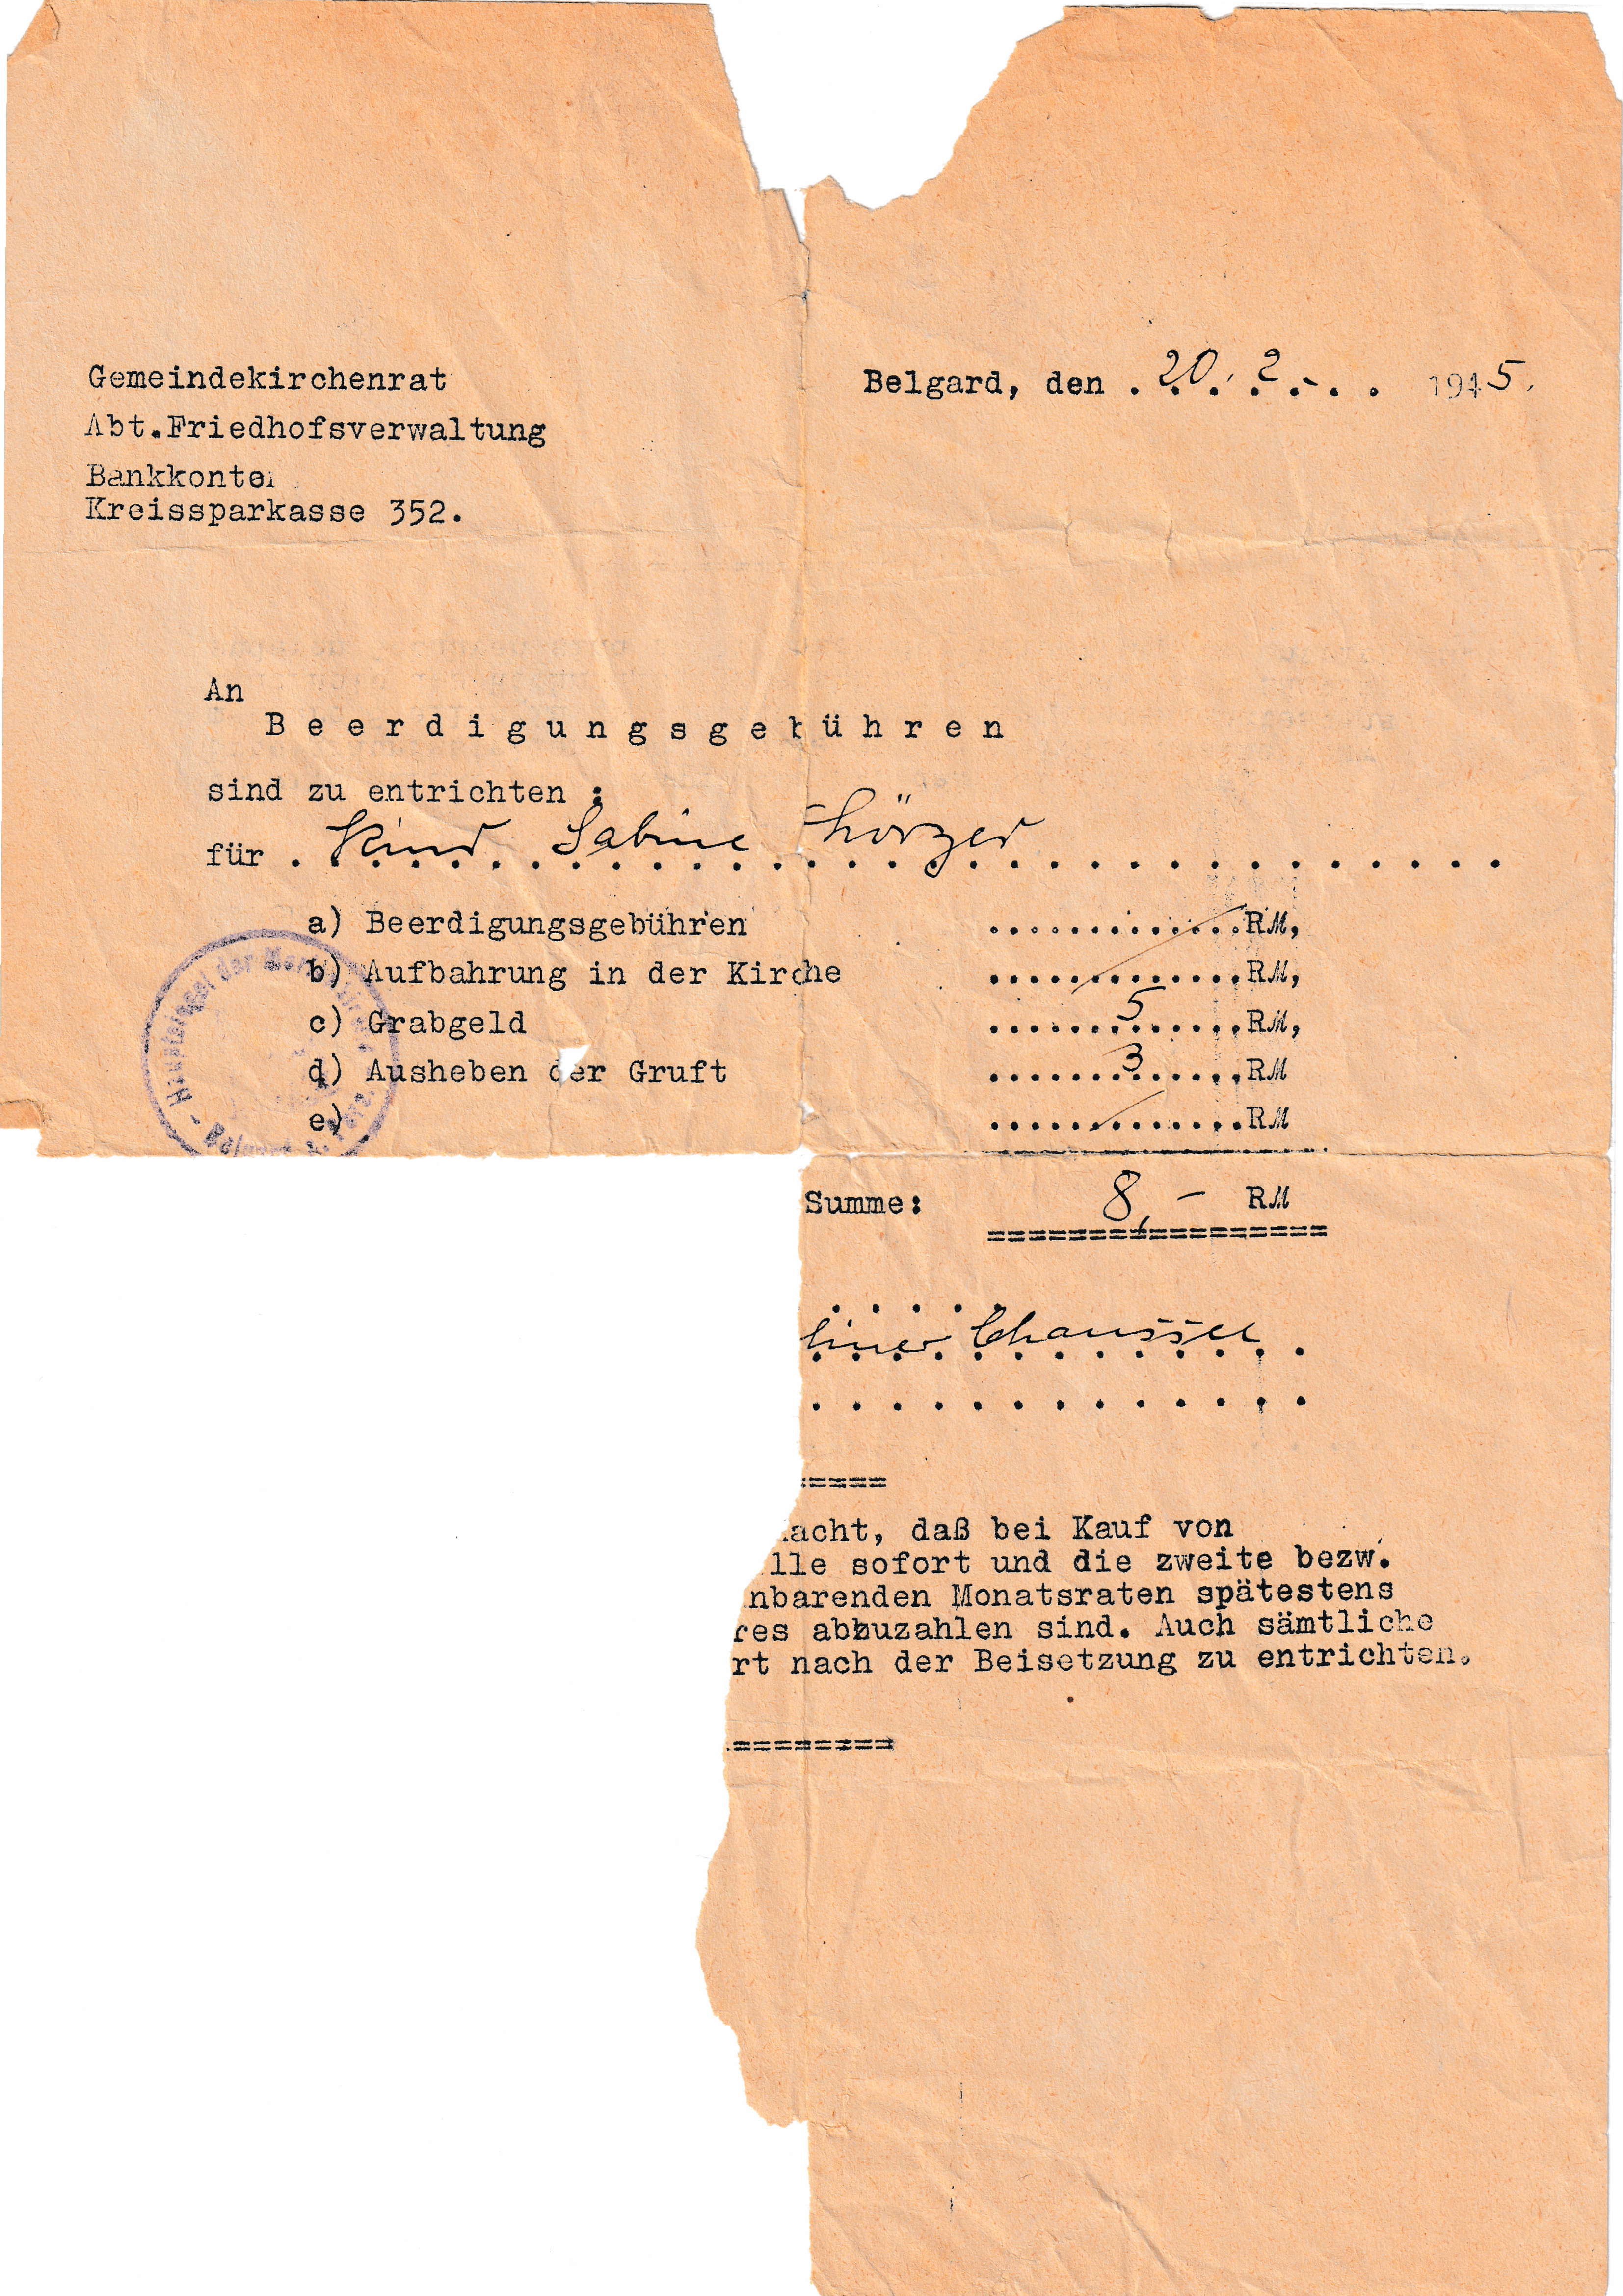 Gemeindekirchenrat
Belgard, den . 20. 2. . . . 1945.
Abt.Friedhofsverwaltung
Bankkonto
Kreissparkasse 352.
An
Beerdigungsgebühren
sind zu entrichten :
für . Kind Sabine
a) Beerdigungsgebühren .............RM,
b) Aufbahrung in der Kirche .............RM,
c) Grabgeld 5 RM,
d) Ausheben der Gruft 3 RM
e) .............RM
Summe: 8,- RM
liner Chaussee
acht, daß bei Kauf von
lle sofort und die zweite bezw.
nbarenden Monatsraten spätestens
res abzuzahlen sind. Auch sämtliche
rt nach der Beisetzung zu entrichten.